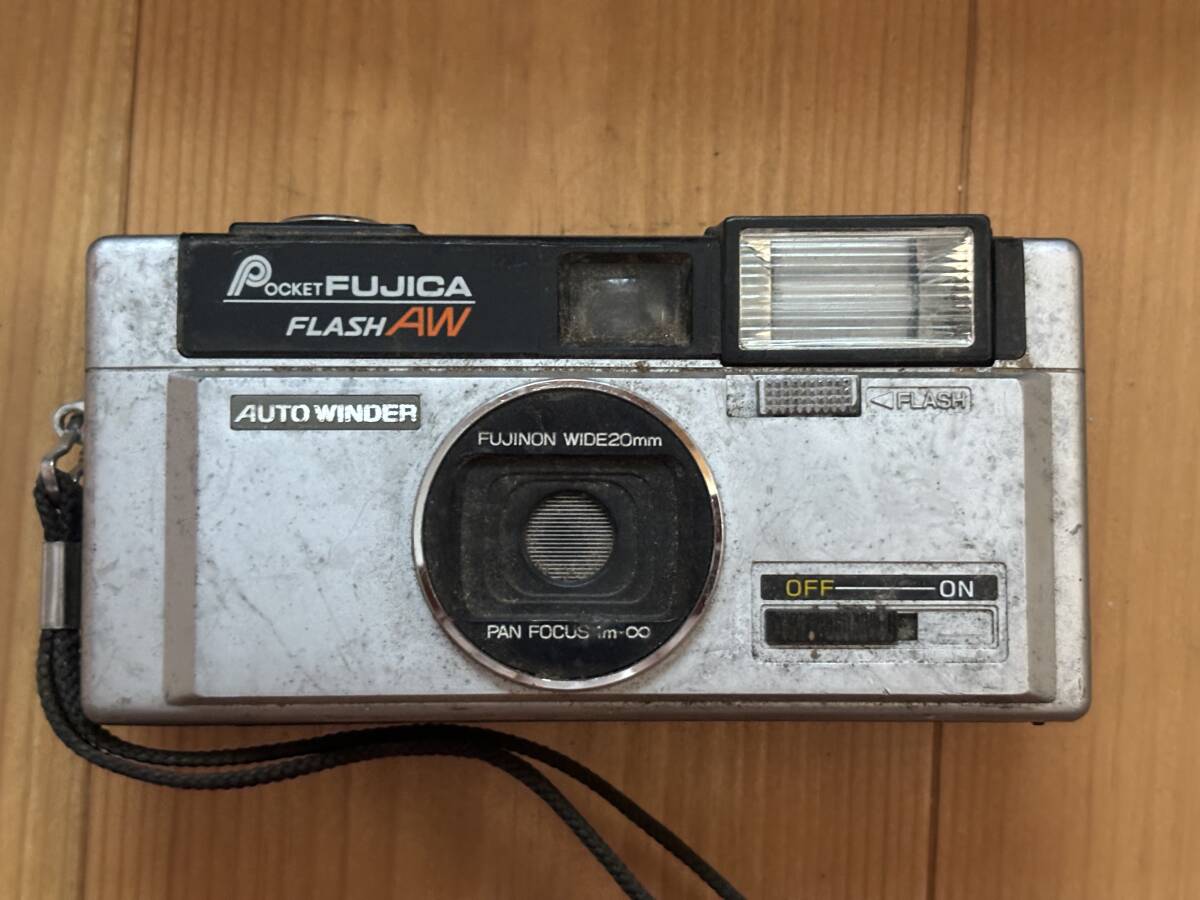 POCKET FUJICA
FLASH AW
AUTO WINDER
◁FLASH
FUJINON WIDE20mm
PAN FOCUS 1m-∞
OFF ON